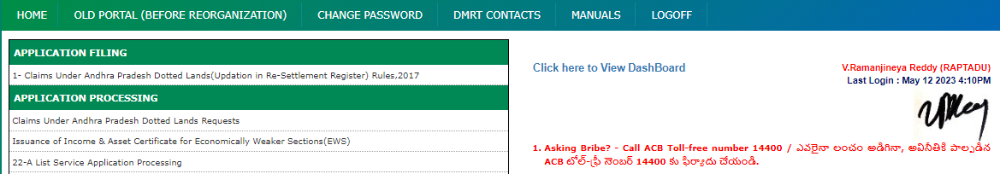 HOME OLD PORTAL (BEFORE REORGANIZATION) CHANGE PASSWORD DMRT CONTACTS MANUALS LOGOFF
APPLICATION FILING
1- Claims Under Andhra Pradesh Dotted Lands(Updation in Re-Settlement Register) Rules,2017
APPLICATION PROCESSING
Claims Under Andhra Pradesh Dotted Lands Requests
Issuance of Income & Asset Certificate for Economically Weaker Sections(EWS)
22-A List Service Application Processing
Click here to View DashBoard
V.Ramanjineya Reddy (RAPTADU)
Last Login : May 12 2023 4:10PM
1. Asking Bribe? - Call ACB Toll-free number 14400 / ఎవరైనా లంచం అడిగినా, అవినీతికి పాల్పడిన
ACB టోల్-ఫ్రీ నెంబర్ 14400 కు ఫిర్యాదు చేయండి.